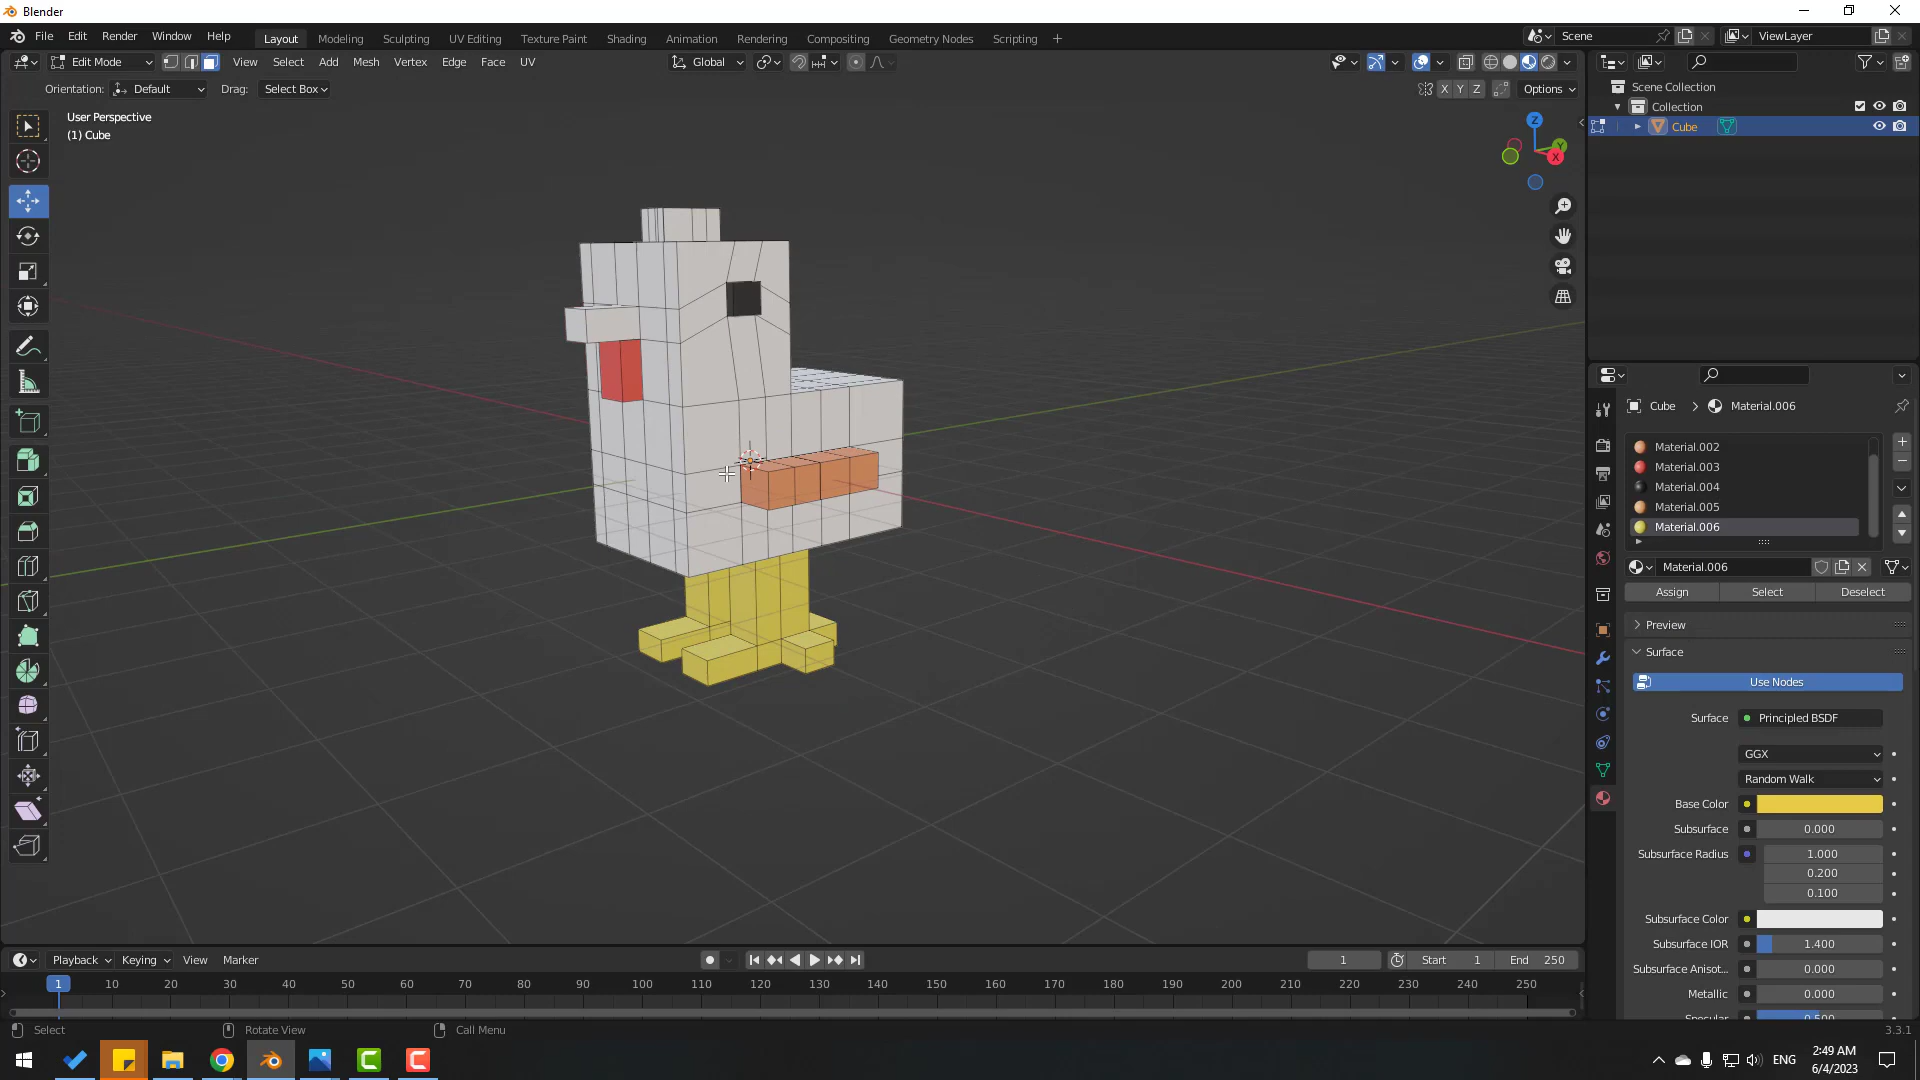 Blender
File Edit Render Window Help Layout Modeling Sculpting UV Editing Texture Paint Shading Animation Rendering Compositing Geometry Nodes Scripting + Scene ViewLayer
Edit Mode View Select Add Mesh Vertex Edge Face UV Global
Orientation: Default Drag: Select Box X Y Z Options
User Perspective
(1) Cube
Z
Y
X
Scene Collection
Collection
Cube
Cube > Material.006
Material.002
Material.003
Material.004
Material.005
Material.006
Material.006
Assign Select Deselect
Preview
Surface
Use Nodes
Surface Principled BSDF
GGX
Random Walk
Base Color
Subsurface 0.000
Subsurface Radius 1.000
0.200
0.100
Subsurface Color
Subsurface IOR 1.400
Subsurface Anisot... 0.000
Metallic 0.000
Specular 0.500
Playback Keying View Marker 1 Start 1 End 250
1 10 20 30 40 50 60 70 80 90 100 110 120 130 140 150 160 170 180 190 200 210 220 230 240 250
Select Rotate View Call Menu 3.3.1
ENG 2:49 AM
6/4/2023